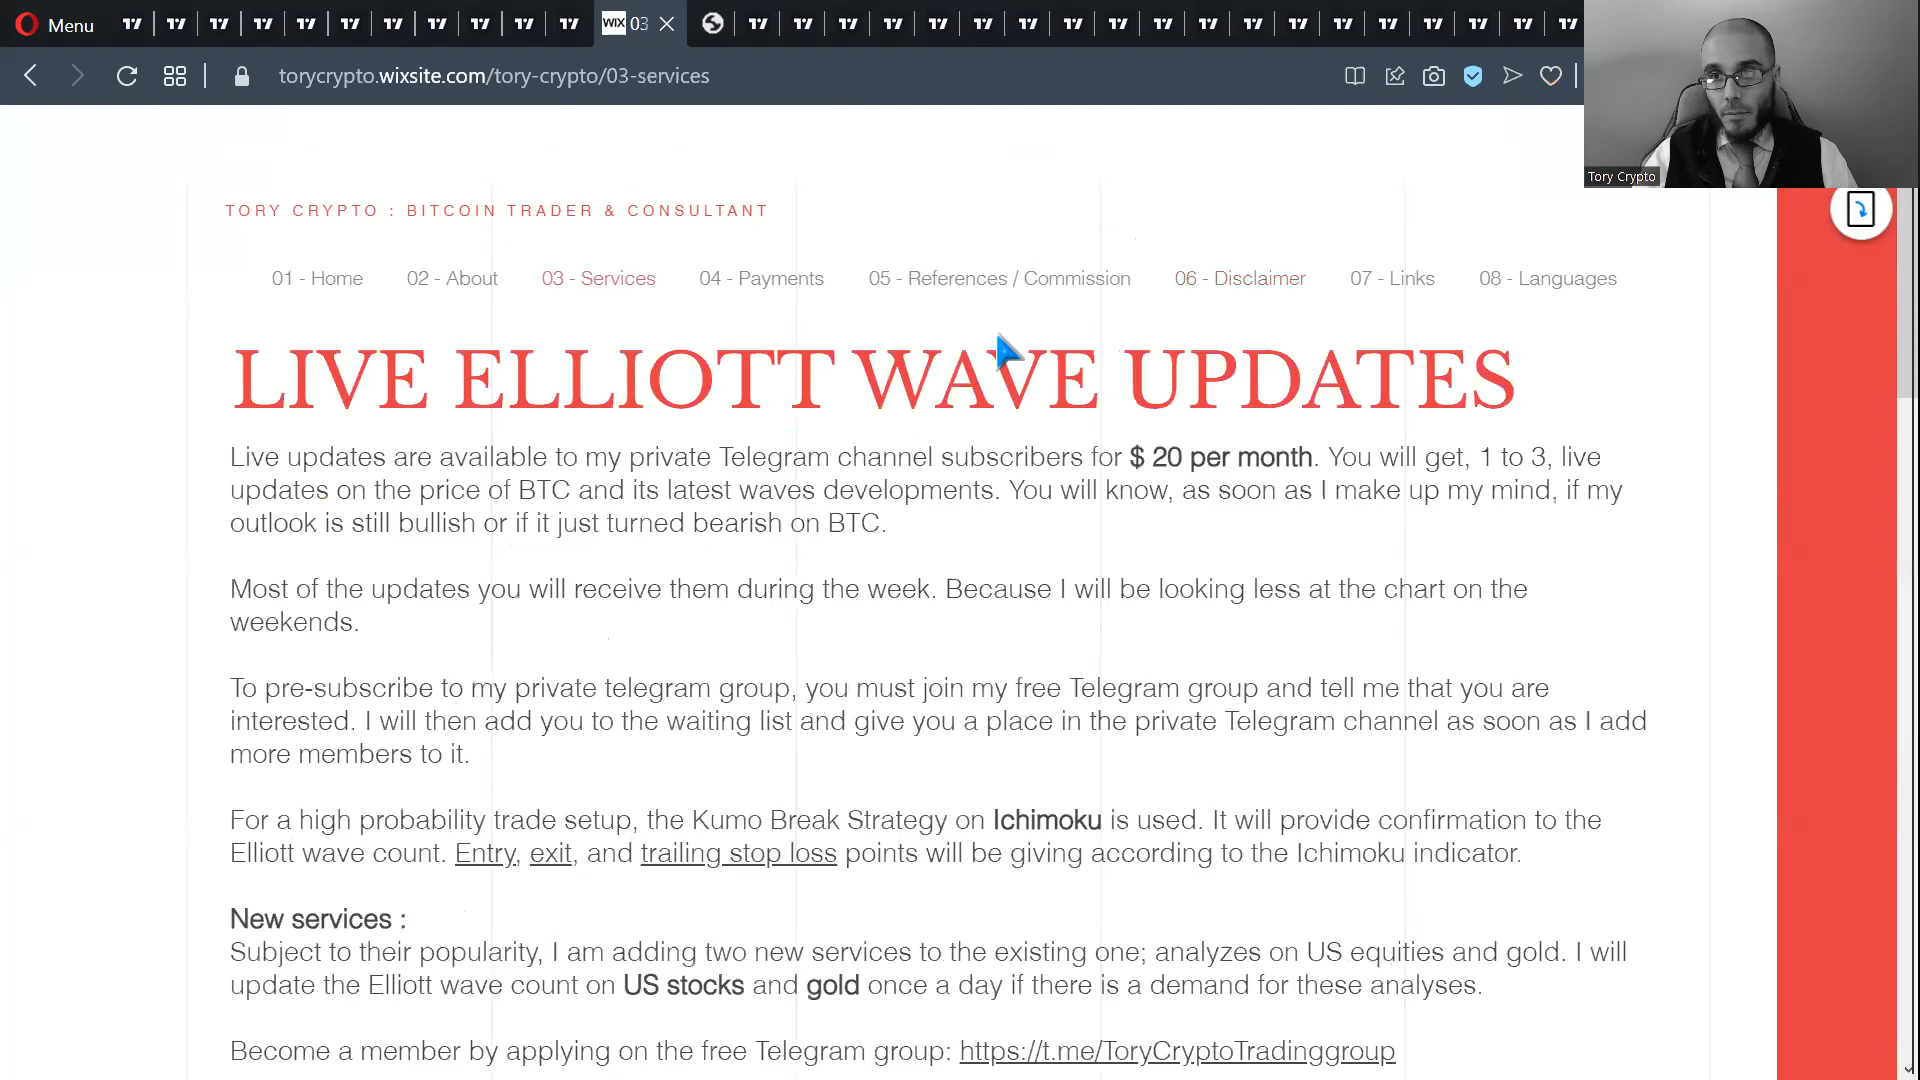 Menu
WIX 03
torycrypto.wixsite.com/tory-crypto/03-services
Tory Crypto
TORY CRYPTO : BITCOIN TRADER & CONSULTANT
01 - Home 02 - About 03 - Services 04 - Payments 05 - References / Commission 06 - Disclaimer 07 - Links 08 - Languages
LIVE ELLIOTT WAVE UPDATES
Live updates are available to my private Telegram channel subscribers for $ 20 per month. You will get, 1 to 3, live
updates on the price of BTC and its latest waves developments. You will know, as soon as I make up my mind, if my
outlook is still bullish or if it just turned bearish on BTC.
Most of the updates you will receive them during the week. Because I will be looking less at the chart on the
weekends.
To pre-subscribe to my private telegram group, you must join my free Telegram group and tell me that you are
interested. I will then add you to the waiting list and give you a place in the private Telegram channel as soon as I add
more members to it.
For a high probability trade setup, the Kumo Break Strategy on Ichimoku is used. It will provide confirmation to the
Elliott wave count. Entry, exit, and trailing stop loss points will be giving according to the Ichimoku indicator.
New services :
Subject to their popularity, I am adding two new services to the existing one; analyzes on US equities and gold. I will
update the Elliott wave count on US stocks and gold once a day if there is a demand for these analyses.
Become a member by applying on the free Telegram group: https://t.me/ToryCryptoTradinggroup